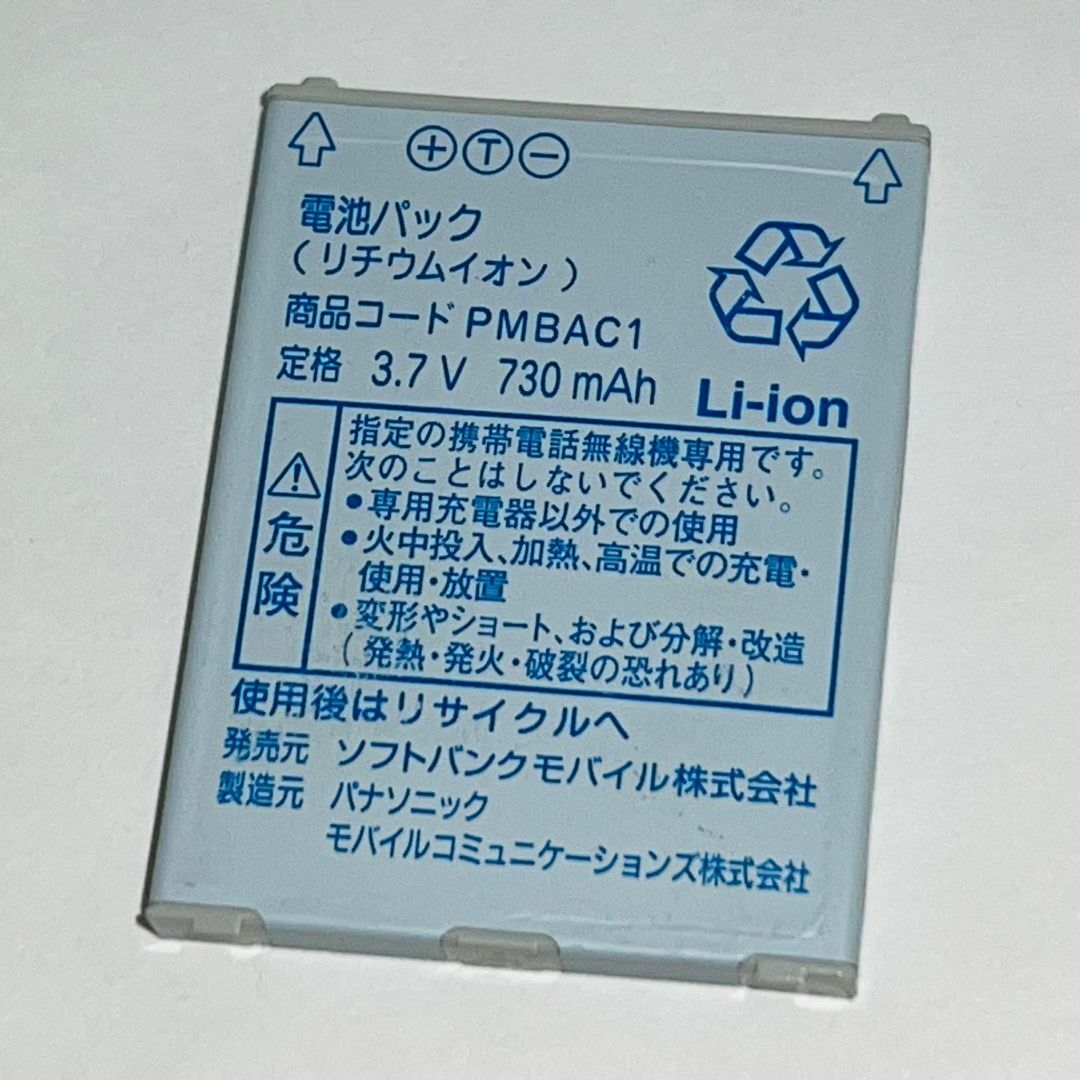 + T −
電池パック
(リチウムイオン)
商品コード PMBAC1
定格 3.7 V 730 mAh
Li-ion
危険
指定の携帯電話無線機専用です。
次のことはしないでください。
•専用充電器以外での使用
•火中投入、加熱、高温での充電・
使用・放置
•変形やショート、および分解・改造
(発熱・発火・破裂の恐れあり)
使用後はリサイクルへ
発売元 ソフトバンクモバイル株式会社
製造元 パナソニック
モバイルコミュニケーションズ株式会社